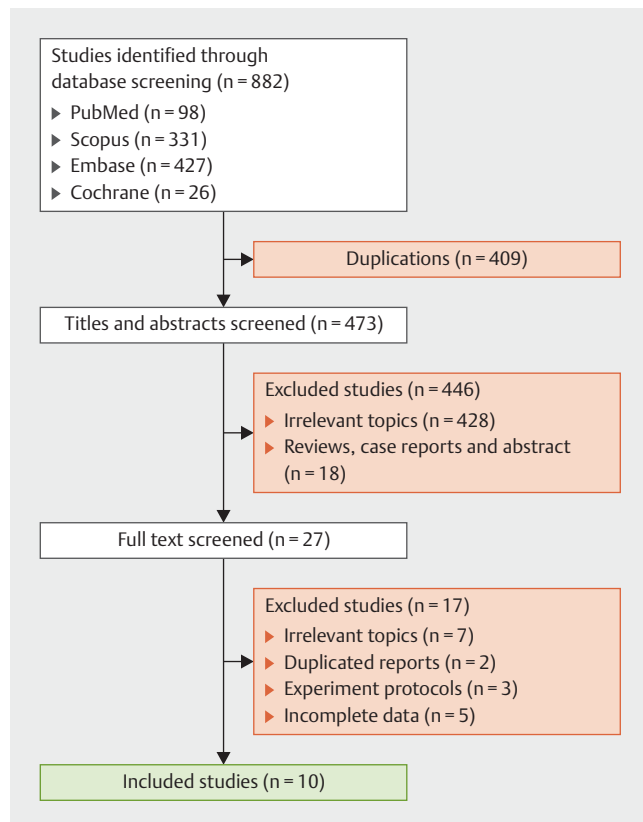 Studies identified through
database screening (n = 882)
▶ PubMed (n = 98)
▶ Scopus (n = 331)
▶ Embase (n = 427)
▶ Cochrane (n = 26)
Duplications (n = 409)
Titles and abstracts screened (n = 473)
Excluded studies (n = 446)
▶ Irrelevant topics (n = 428)
▶ Reviews, case reports and abstract
(n = 18)
Full text screened (n = 27)
Excluded studies (n = 17)
▶ Irrelevant topics (n = 7)
▶ Duplicated reports (n = 2)
▶ Experiment protocols (n = 3)
▶ Incomplete data (n = 5)
Included studies (n = 10)